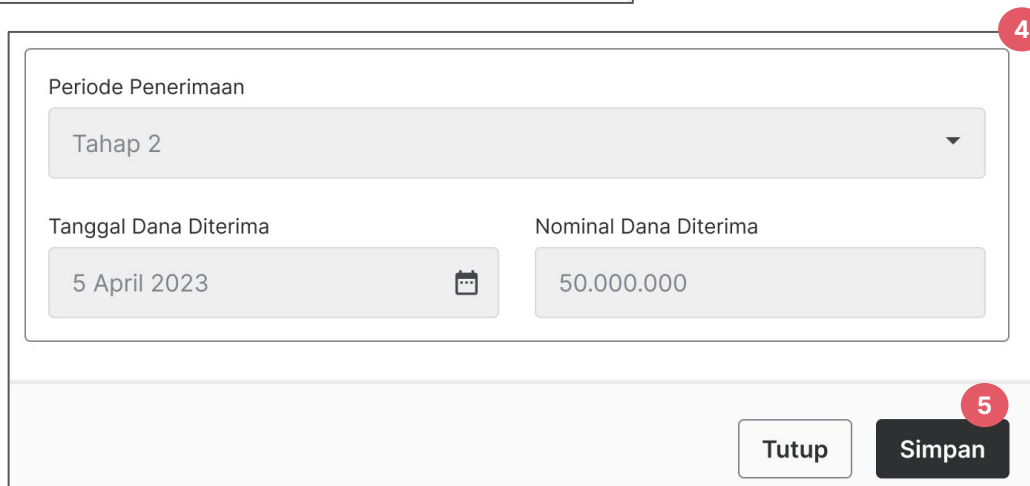 4
Periode Penerimaan
Tahap 2
Tanggal Dana Diterima Nominal Dana Diterima
5 April 2023 50.000.000
5
Tutup Simpan